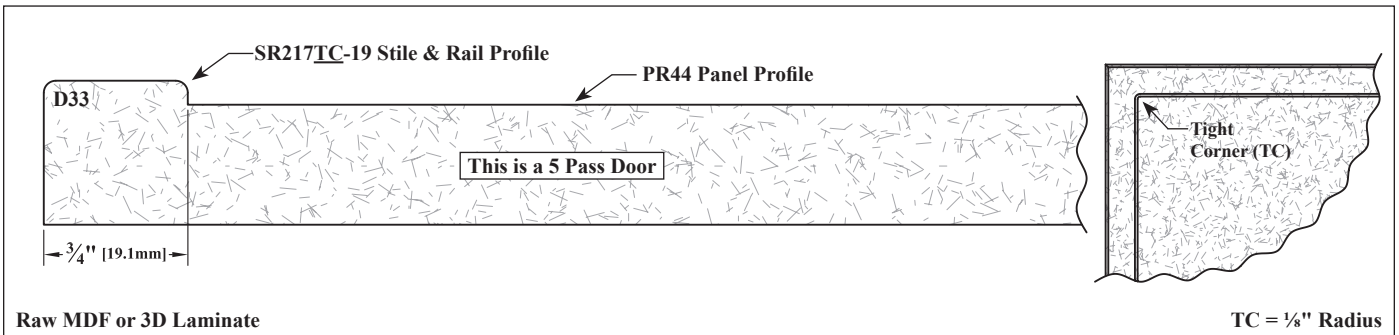 SR217TC-19 Stile & Rail Profile
PR44 Panel Profile
D33
Tight
Corner (TC)
This is a 5 Pass Door
¾" [19.1mm]
Raw MDF or 3D Laminate
TC = ⅛" Radius